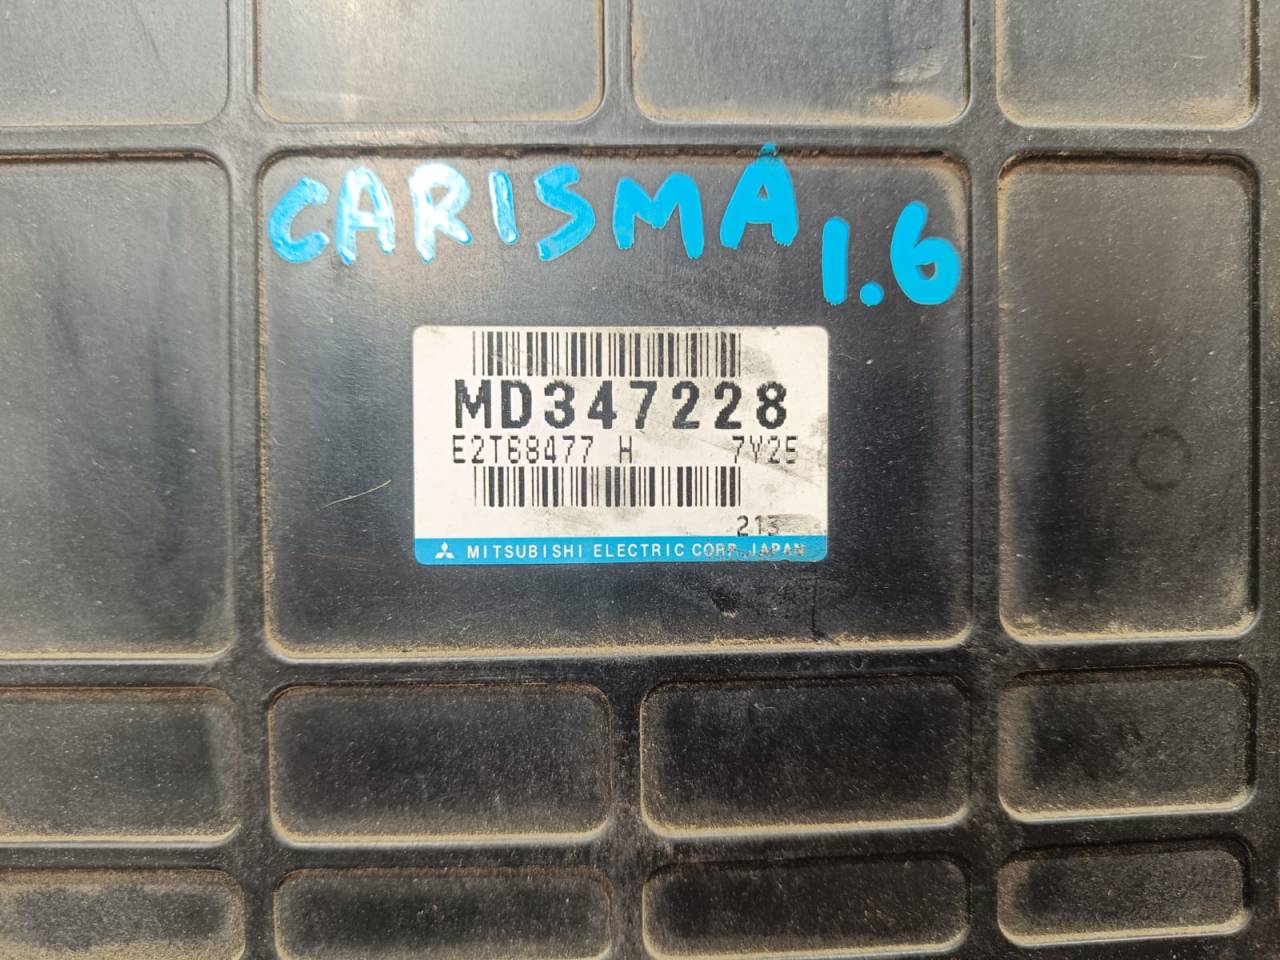 CARISMA 1.6
MD347228
E2T68477 H 7Y25
213
MITSUBISHI ELECTRIC CORP. JAPAN